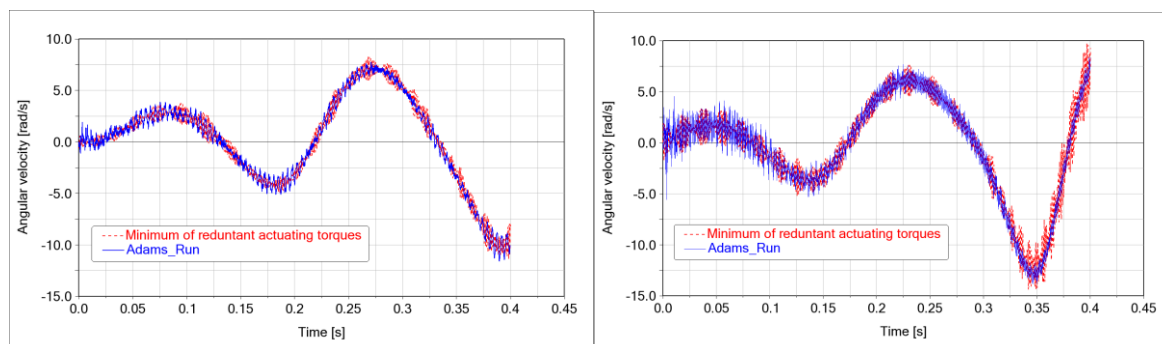 10.0
5.0
0.0
-5.0
-10.0
-15.0
Angular velocity [rad/s]
Minimum of reduntant actuating torques
Adams_Run
0.0 0.05 0.1 0.15 0.2 0.25 0.3 0.35 0.4 0.45
Time [s]
10.0
5.0
0.0
-5.0
-10.0
-15.0
Angular velocity [rad/s]
Minimum of reduntant actuating torques
Adams_Run
0.0 0.05 0.1 0.15 0.2 0.25 0.3 0.35 0.4 0.45
Time [s]